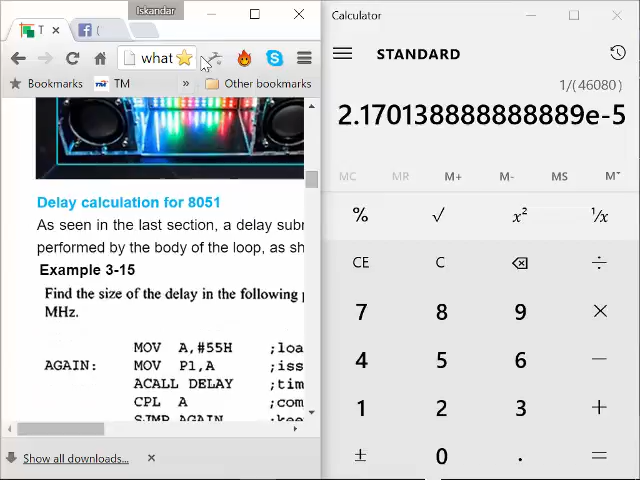 Iskandar
T
(
what
Bookmarks
TM
»
Other bookmarks
Delay calculation for 8051
As seen in the last section, a delay subr
performed by the body of the loop, as sh
Example 3-15
Find the size of the delay in the following
MHz.
MOV A,#55H ;loa
AGAIN: MOV P1,A ;iss
ACALL DELAY ;tim
CPL A ;com
SJMP AGAIN ;kee
Show all downloads...
Calculator
STANDARD
1/(46080)
2.170138888888889e-5
MC MR M+ M- MS M˅
% √ x² ¹/x
CE C ⌫ ÷
7 8 9 ×
4 5 6 −
1 2 3 +
± 0 . =